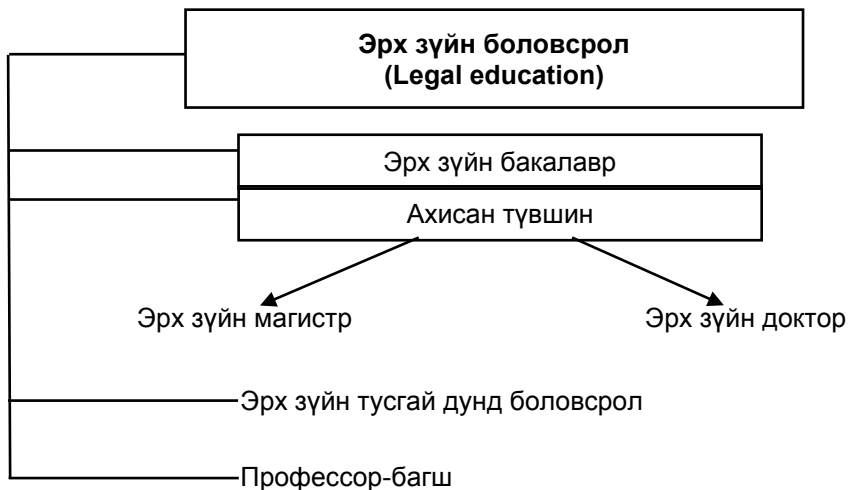 Эрх зүйн боловсрол
(Legal education)
Эрх зүйн бакалавр
Ахисан түвшин
Эрх зүйн магистр
Эрх зүйн доктор
Эрх зүйн тусгай дунд боловсрол
Профессор-багш